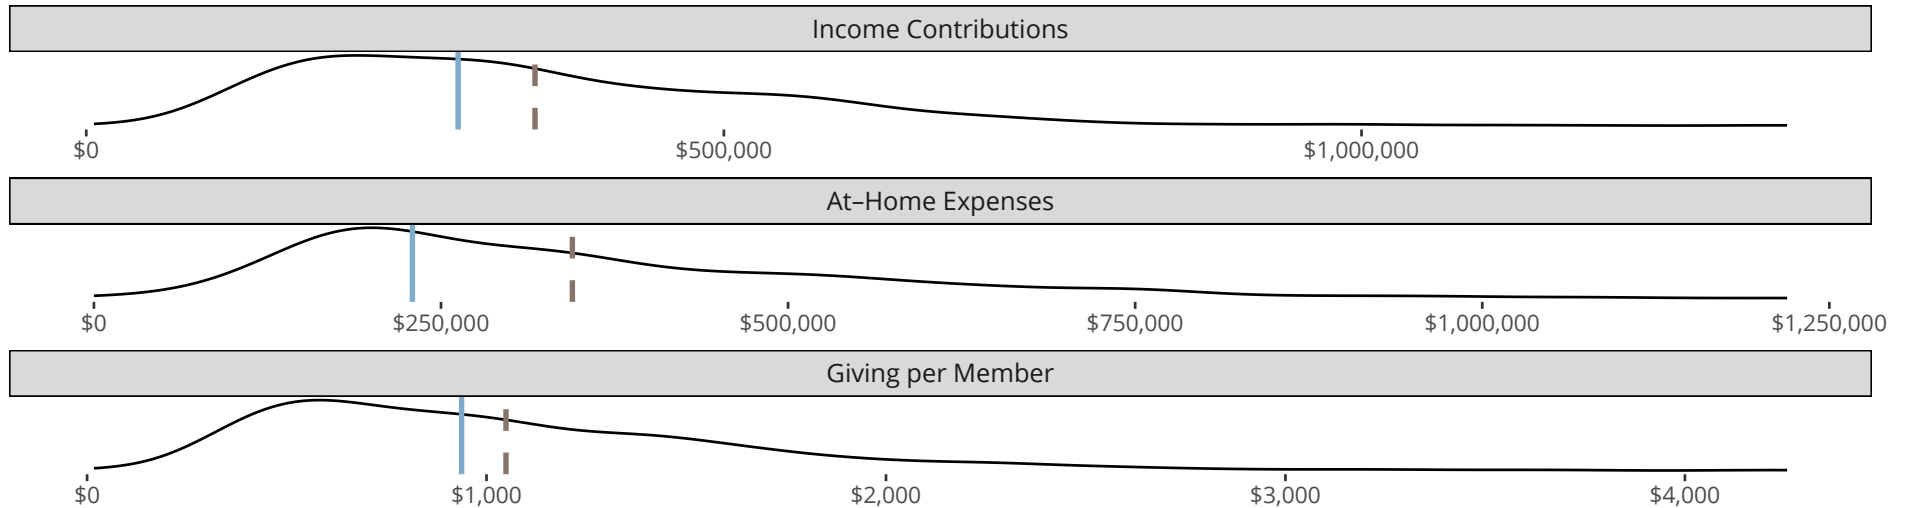 Income Contributions
$0 $500,000 $1,000,000
At–Home Expenses
$0 $250,000 $500,000 $750,000 $1,000,000 $1,250,000
Giving per Member
$0 $1,000 $2,000 $3,000 $4,000